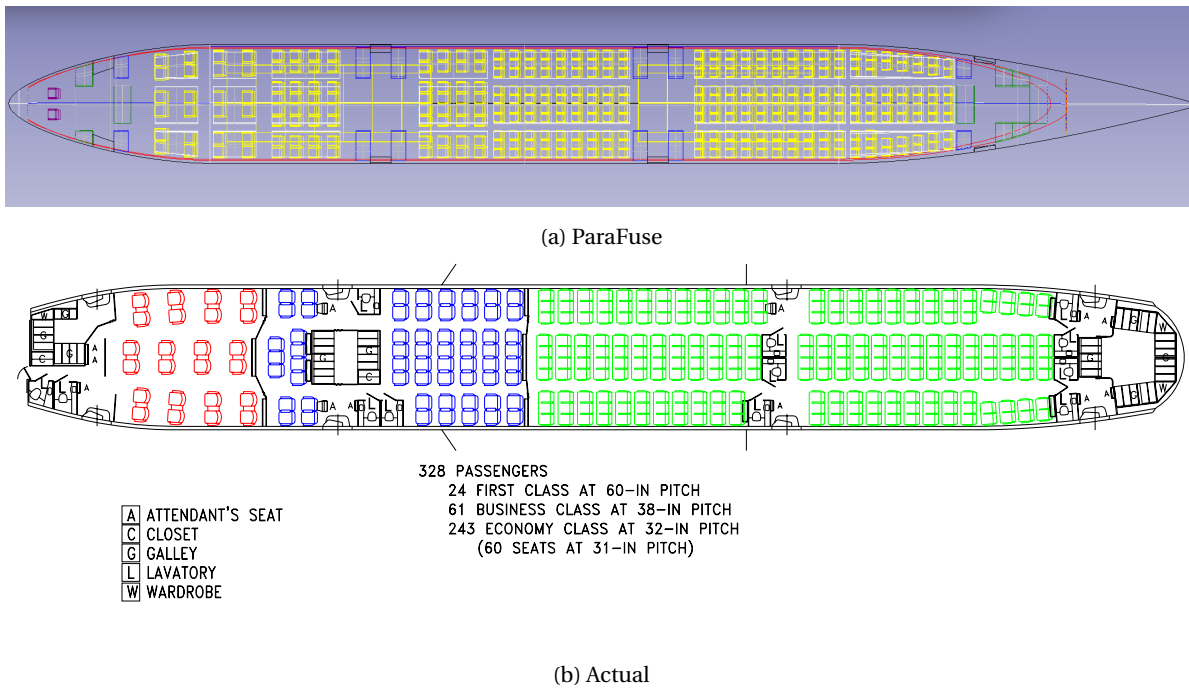 (a) ParaFuse
W
G
G
C
G
A
A
L
L
A
A
L
G
G
C
A
L
L
A
L
L
L
A
L
L
A
L
L
A
A
G
W
G
G
L
A
A
G
W
328 PASSENGERS
24 FIRST CLASS AT 60-IN PITCH
61 BUSINESS CLASS AT 38-IN PITCH
243 ECONOMY CLASS AT 32-IN PITCH
(60 SEATS AT 31-IN PITCH)
A ATTENDANT'S SEAT
C CLOSET
G GALLEY
L LAVATORY
W WARDROBE
(b) Actual